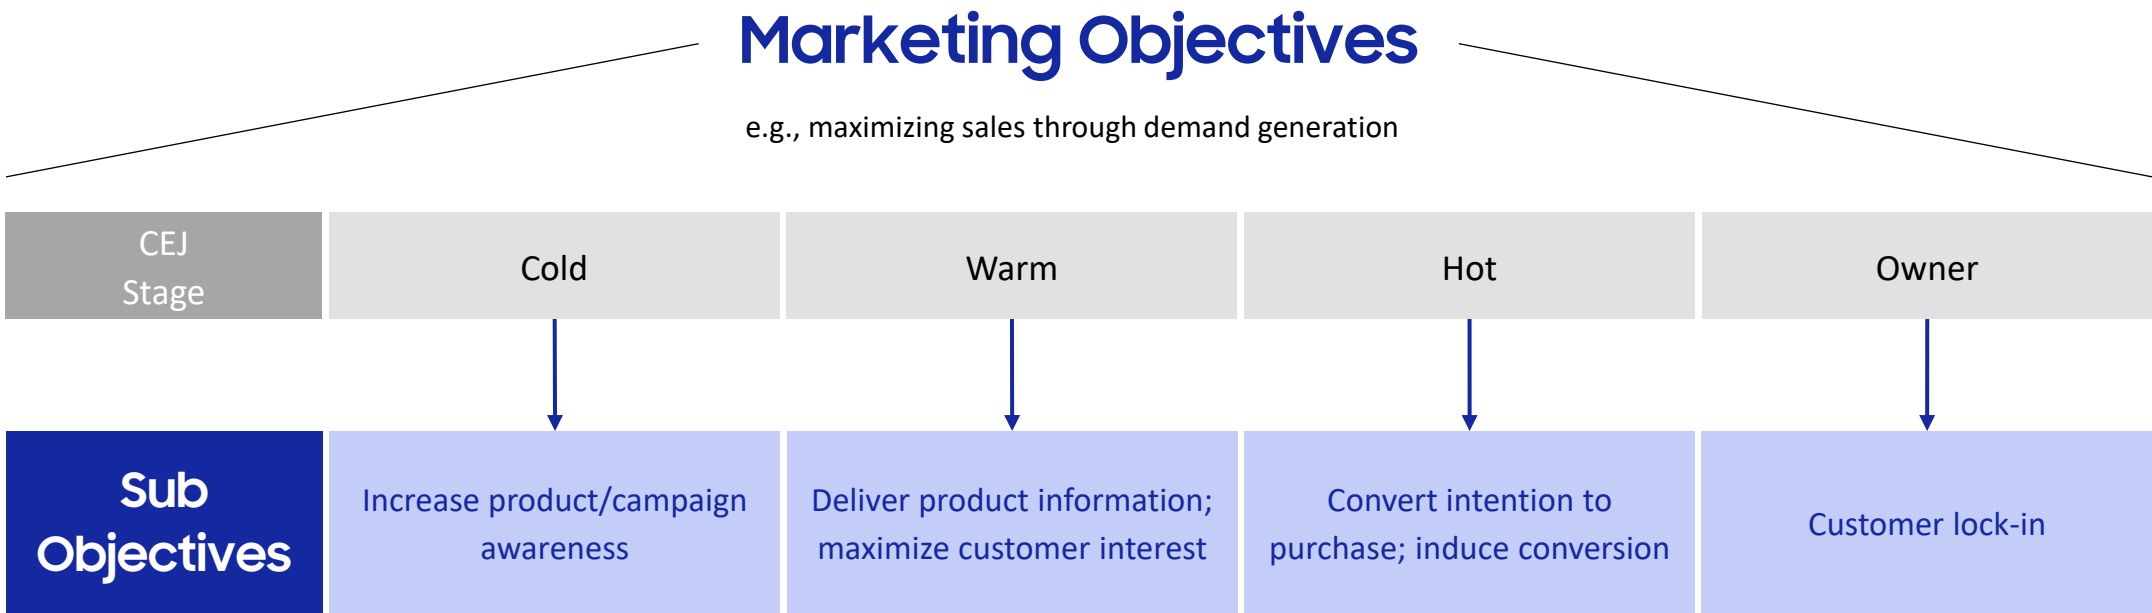 Marketing Objectives
e.g., maximizing sales through demand generation
CEJ
Stage
Cold
Warm
Hot
Owner
Sub
Objectives
Increase product/campaign
awareness
Deliver product information;
maximize customer interest
Convert intention to
purchase; induce conversion
Customer lock-in